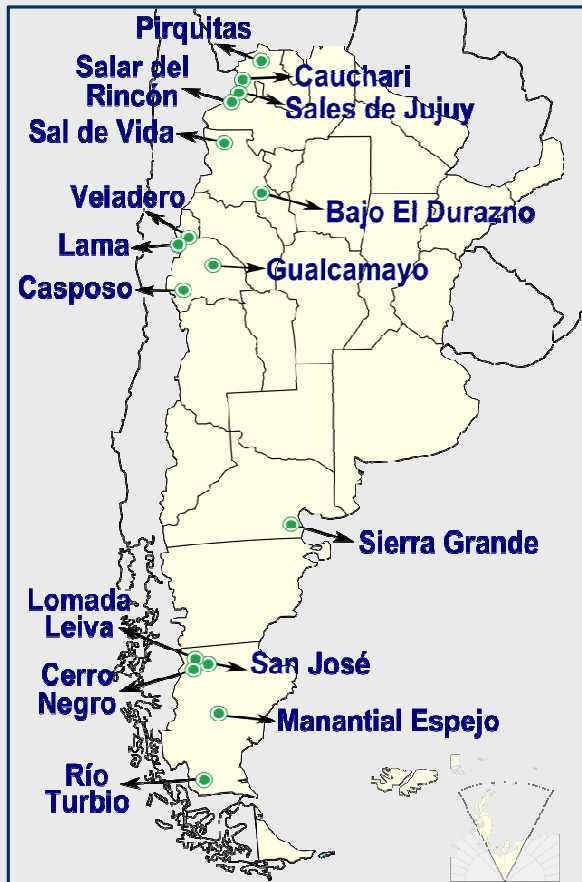 Pirquitas
Salar del
Rincón
Cauchari
Sales de Jujuy
Sal de Vida
Bajo El Durazno
Veladero
Lama
Gualcamayo
Casposo
Sierra Grande
Lomada
Leiva
San José
Cerro
Negro
Manantial Espejo
Río
Turbio